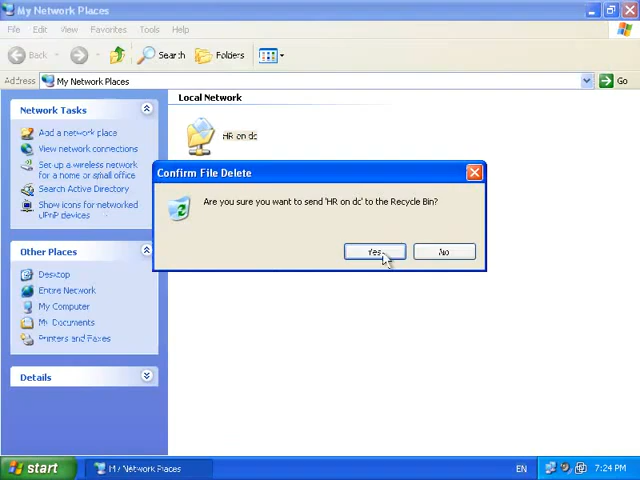 My Network Places
File Edit View Favorites Tools Help
Back Search Folders
Address My Network Places Go
Network Tasks
Add a network place
View network connections
Set up a wireless network
for a home or small office
Search Active Directory
Show icons for networked
UPnP devices
Other Places
Desktop
Entire Network
My Computer
My Documents
Printers and Faxes
Details
Local Network
HR on dc
Confirm File Delete
Are you sure you want to send 'HR on dc' to the Recycle Bin?
Yes No
start My Network Places EN 7:24 PM